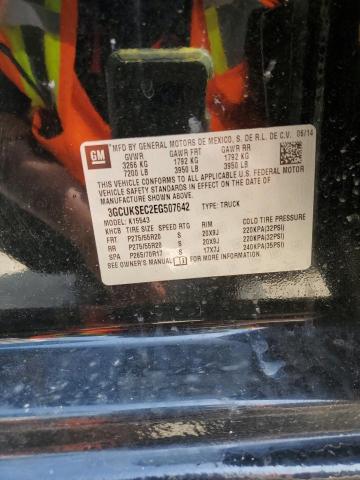 GM
MFD BY GENERAL MOTORS DE MEXICO, S. DE R.L. DE C.V. 06/14
GVWR GAWR FRT GAWR RR
3266 KG 1792 KG 1792 KG
7200 LB 3950 LB 3950 LB
THIS VEHICLE CONFORMS TO ALL APPLICABLE U.S. FEDERAL MOTOR
VEHICLE SAFETY STANDARDS IN EFFECT ON THE DATE OF
MANUFACTURE SHOWN ABOVE.
3GCUKSEC2EG507642 TYPE: TRUCK
MODEL: K15543
KHCB TIRE SIZE SPEED RTG RIM COLD TIRE PRESSURE
FRT P275/55R20 S 20X9J 220KPA(32PSI)
RR P275/55R20 S 20X9J 220KPA(32PSI)
SPA P265/70R17 S 17X7J 240KPA(35PSI)
SEE OWNER'S MANUAL